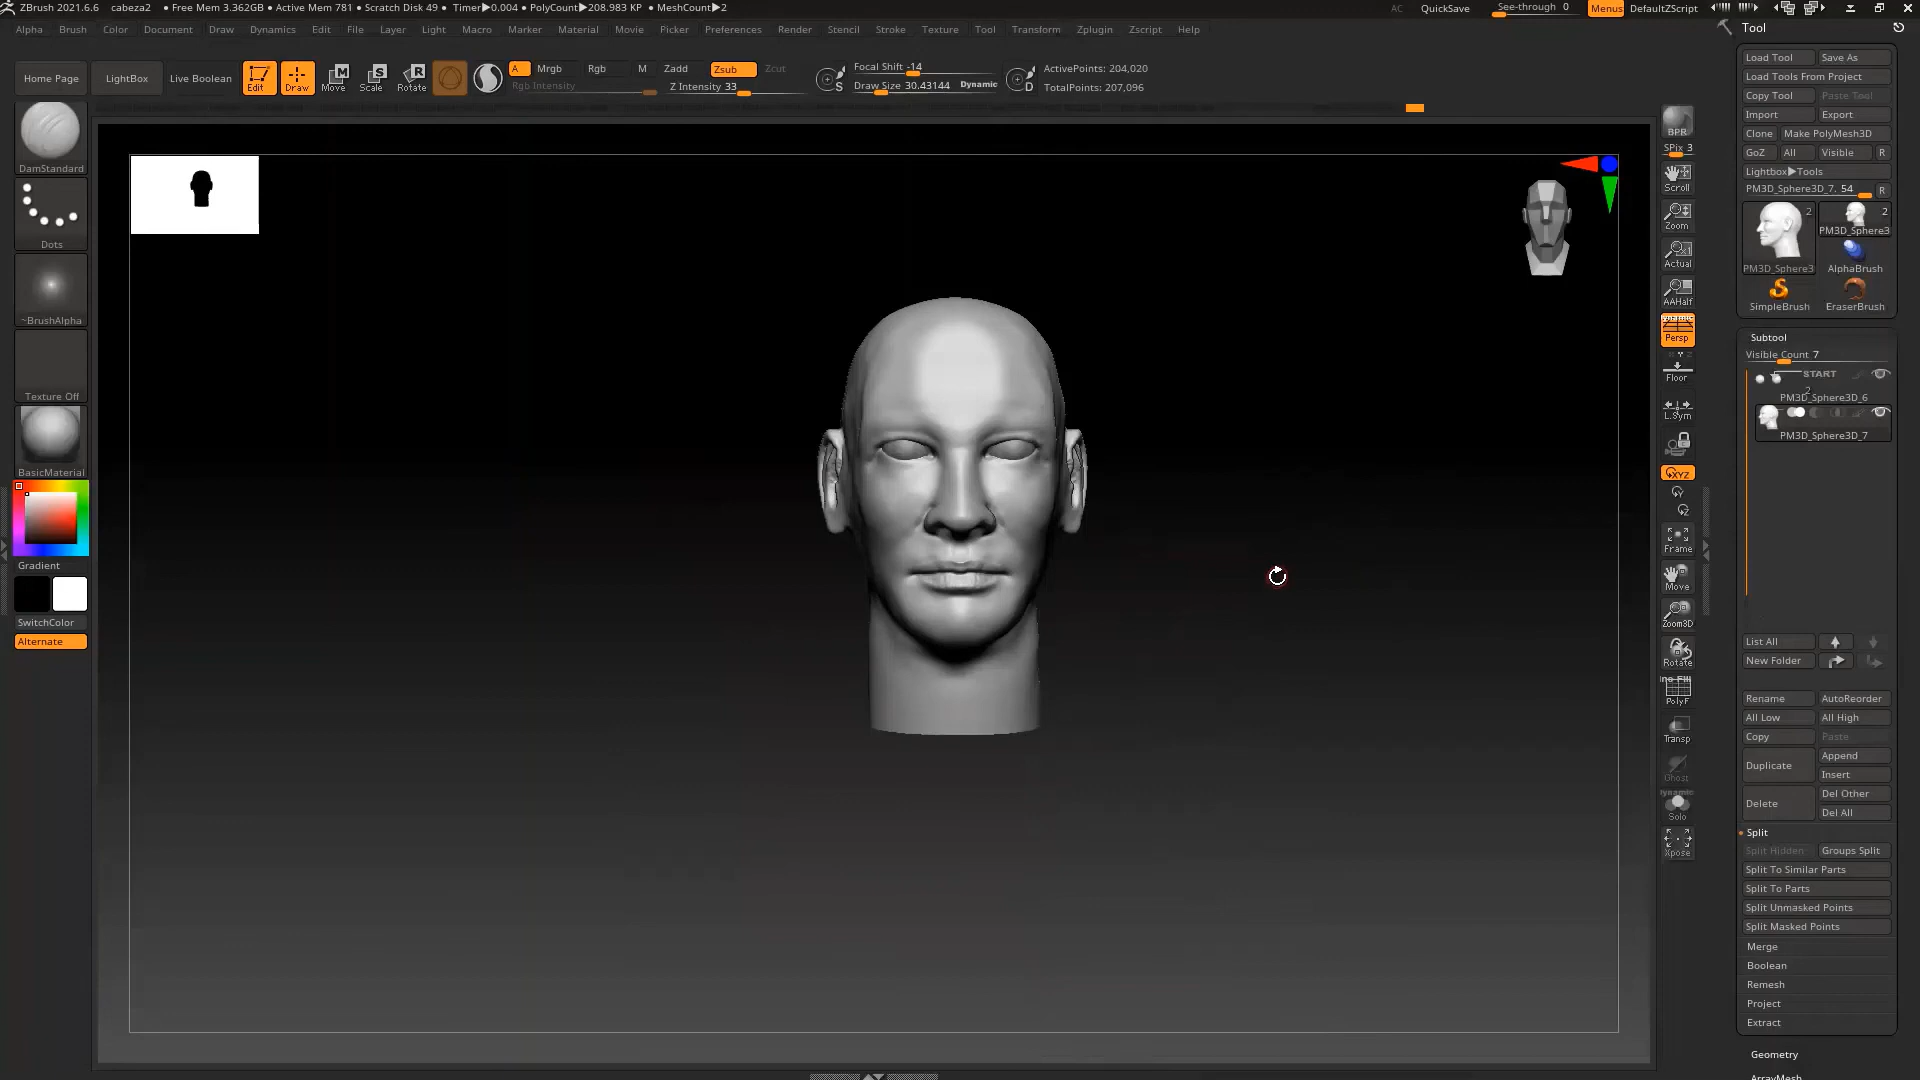 ZBrush 2021.6.6 cabeza2 ● Free Mem 3.362GB ● Active Mem 781 ● Scratch Disk 49 ● Timer▶0.004 ● PolyCount▶208.983 KP ● MeshCount▶2 AC QuickSave See-through 0 Menus DefaultZScript
Alpha Brush Color Document Draw Dynamics Edit File Layer Light Macro Marker Material Movie Picker Preferences Render Stencil Stroke Texture Tool Transform Zplugin Zscript Help
Home Page LightBox Live Boolean Edit Draw Move Scale Rotate
A Mrgb Rgb M Zadd Zsub Zcut
Rgb Intensity Z Intensity 33
Focal Shift -14
Draw Size 30.43144 Dynamic
ActivePoints: 204,020
TotalPoints: 207,096
DamStandard
Dots
~BrushAlpha
Texture Off
BasicMaterial
Gradient
SwitchColor
Alternate
BPR
SPix 3
Scroll
Zoom
Actual
AAHalf
Persp
Floor
L.Sym
XYZ
Frame
Move
Zoom3D
Rotate
PolyF
Transp
Ghost
Solo
Xpose
Tool
Load Tool Save As
Load Tools From Project
Copy Tool Paste Tool
Import Export
Clone Make PolyMesh3D
GoZ All Visible R
Lightbox▶Tools
PM3D_Sphere3D_7. 54 R
2 2
PM3D_Sphere3
PM3D_Sphere3 AlphaBrush
SimpleBrush EraserBrush
Subtool
Visible Count 7
START
2
PM3D_Sphere3D_6
PM3D_Sphere3D_7
List All
New Folder
Rename AutoReorder
All Low All High
Copy Paste
Duplicate Append
Insert
Delete Del Other
Del All
Split
Split Hidden Groups Split
Split To Similar Parts
Split To Parts
Split Unmasked Points
Split Masked Points
Merge
Boolean
Remesh
Project
Extract
Geometry
ArrayMesh